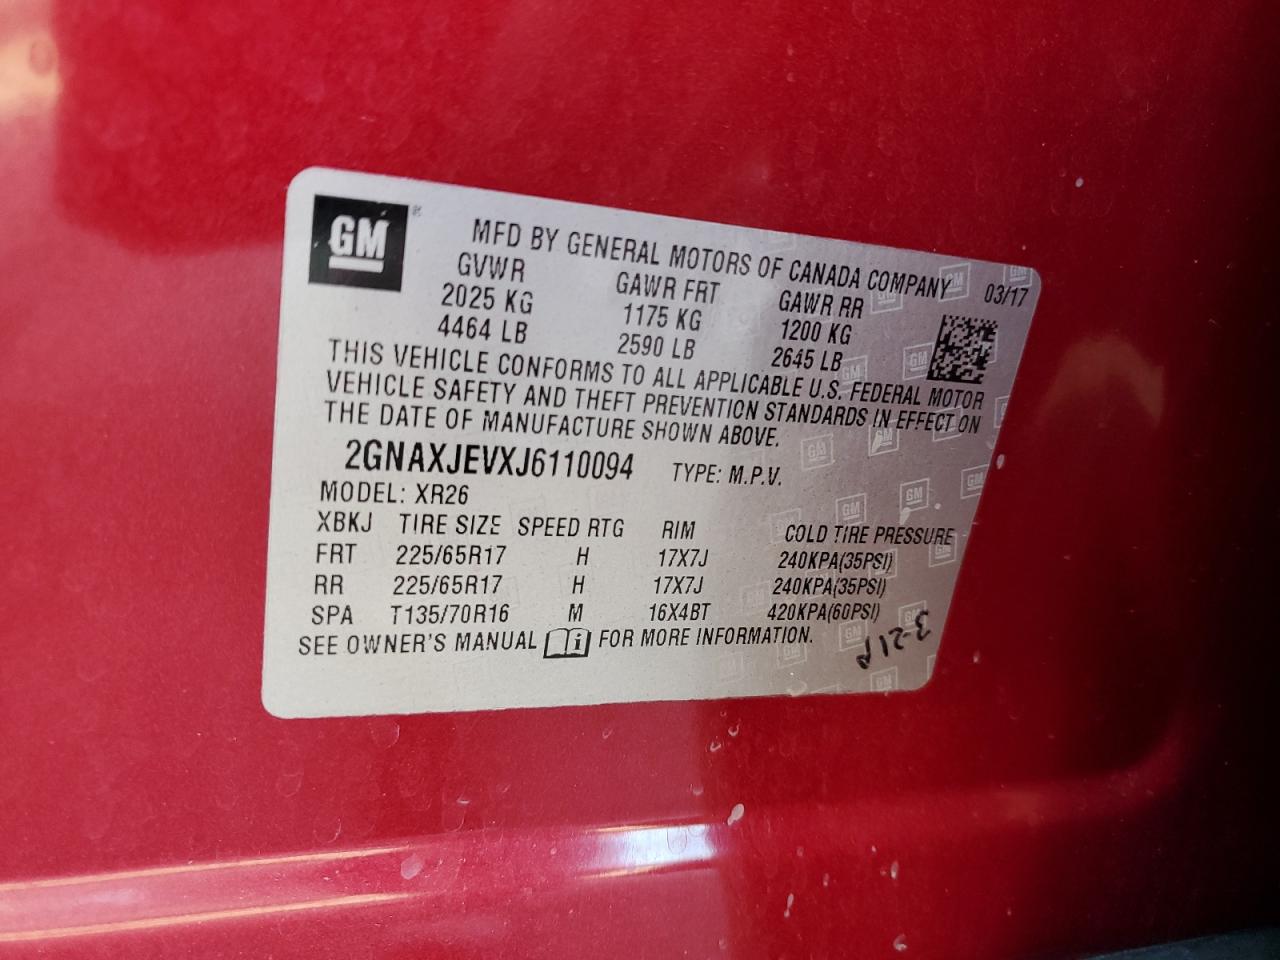 GM
MFD BY GENERAL MOTORS OF CANADA COMPANY
03/17
GVWR GAWR FRT GAWR RR
2025 KG 1175 KG 1200 KG
4464 LB 2590 LB 2645 LB
THIS VEHICLE CONFORMS TO ALL APPLICABLE U.S. FEDERAL MOTOR
VEHICLE SAFETY AND THEFT PREVENTION STANDARDS IN EFFECT ON
THE DATE OF MANUFACTURE SHOWN ABOVE.
2GNAXJEVXJ6110094 TYPE: M.P.V.
MODEL: XR26
XBKJ TIRE SIZE SPEED RTG RIM COLD TIRE PRESSURE
FRT 225/65R17 H 17X7J 240KPA(35PSI)
RR 225/65R17 H 17X7J 240KPA(35PSI)
SPA T135/70R16 M 16X4BT 420KPA(60PSI)
SEE OWNER'S MANUAL FOR MORE INFORMATION.
3-21P